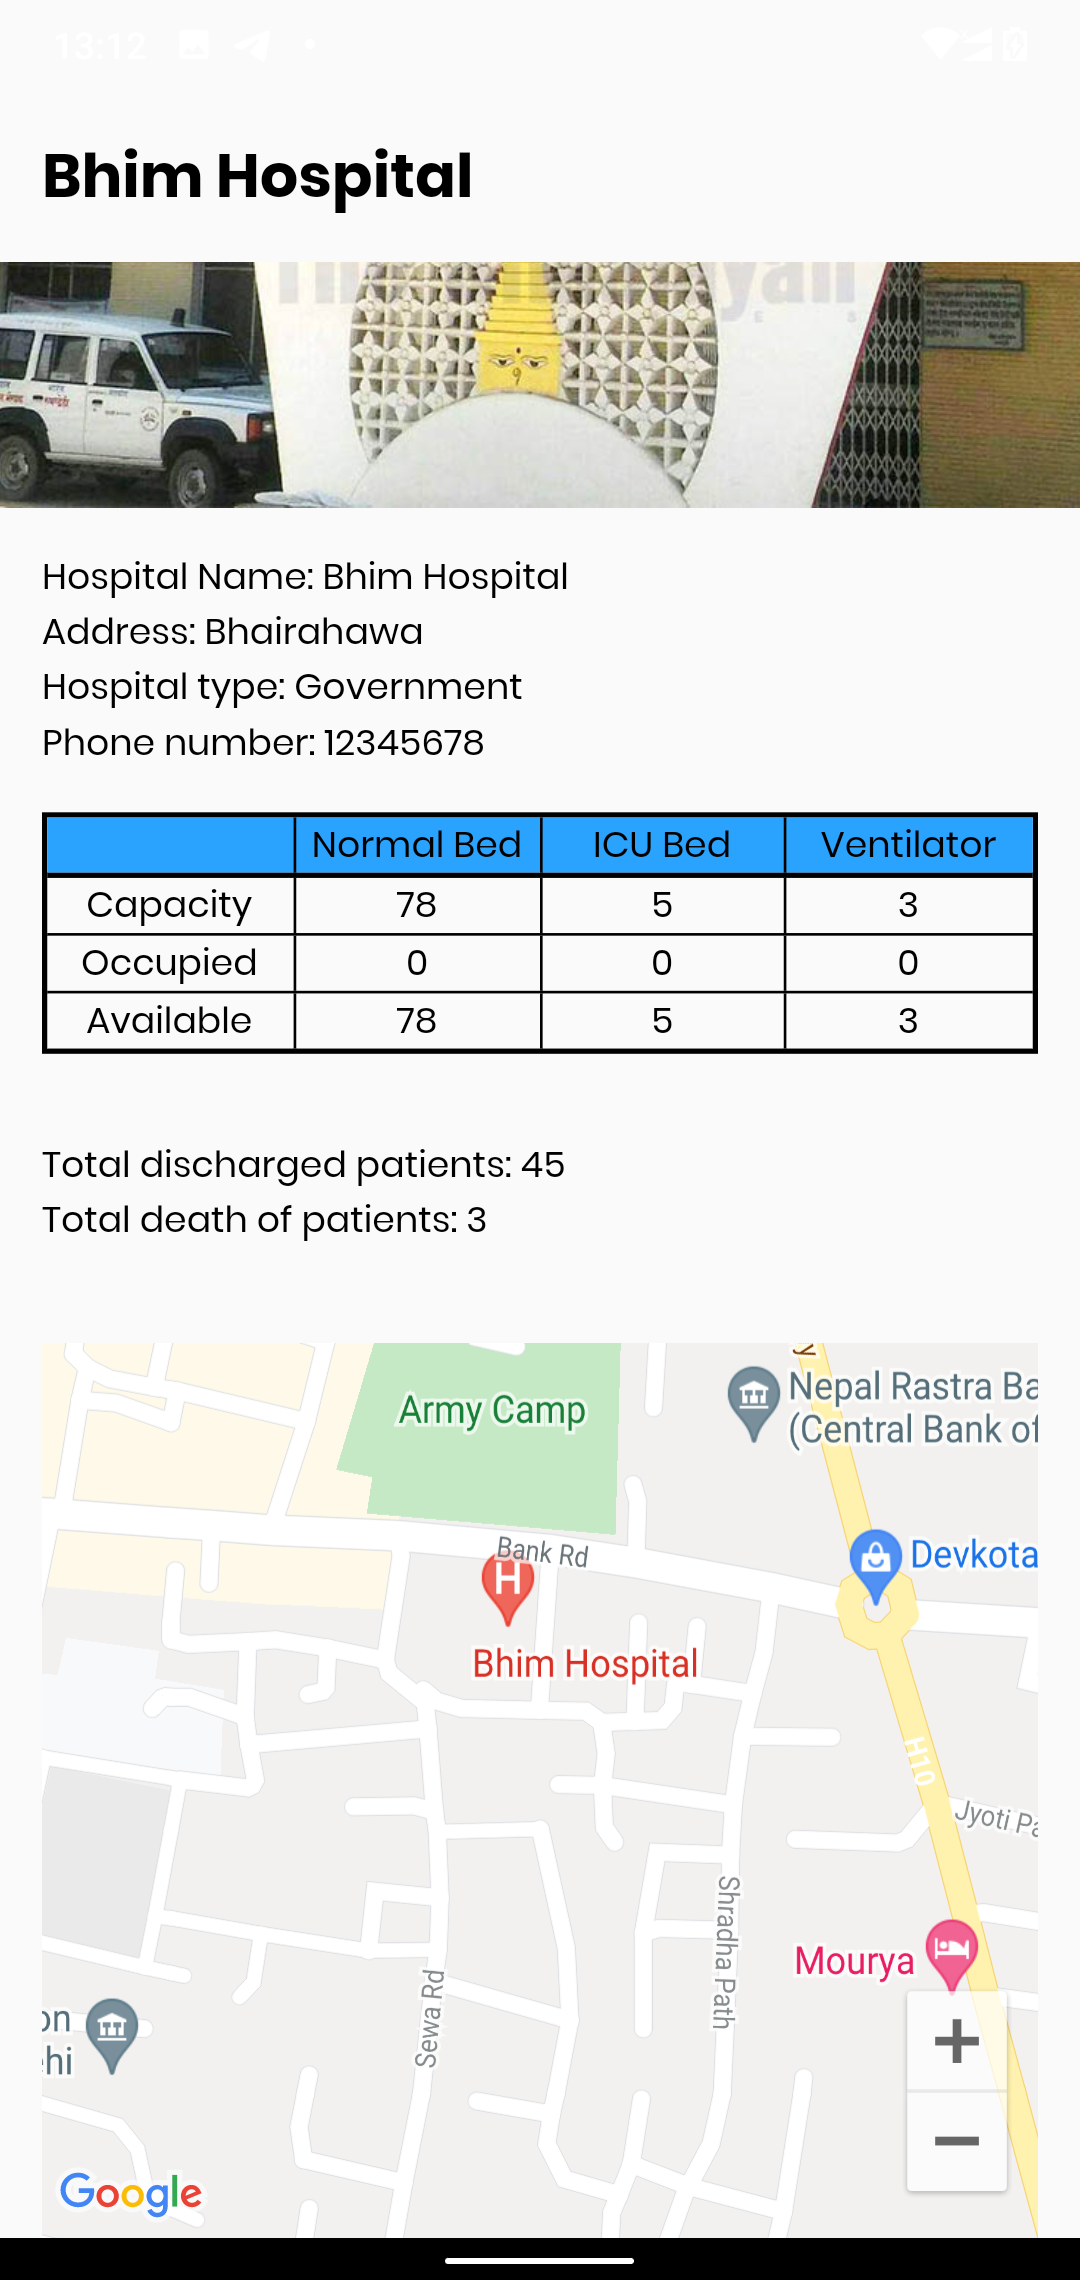 13:12
Bhim Hospital
Hospital Name: Bhim Hospital
Address: Bhairahawa
Hospital type: Government
Phone number: 12345678
Normal Bed ICU Bed Ventilator
Capacity 78 5 3
Occupied 0 0 0
Available 78 5 3
Total discharged patients: 45
Total death of patients: 3
Army Camp
Nepal Rastra Ba
(Central Bank of
Bank Rd
Devkota
H
Bhim Hospital
H10
Jyoti Pa
Shradha Path
Mourya
Sewa Rd
on
hi
Google